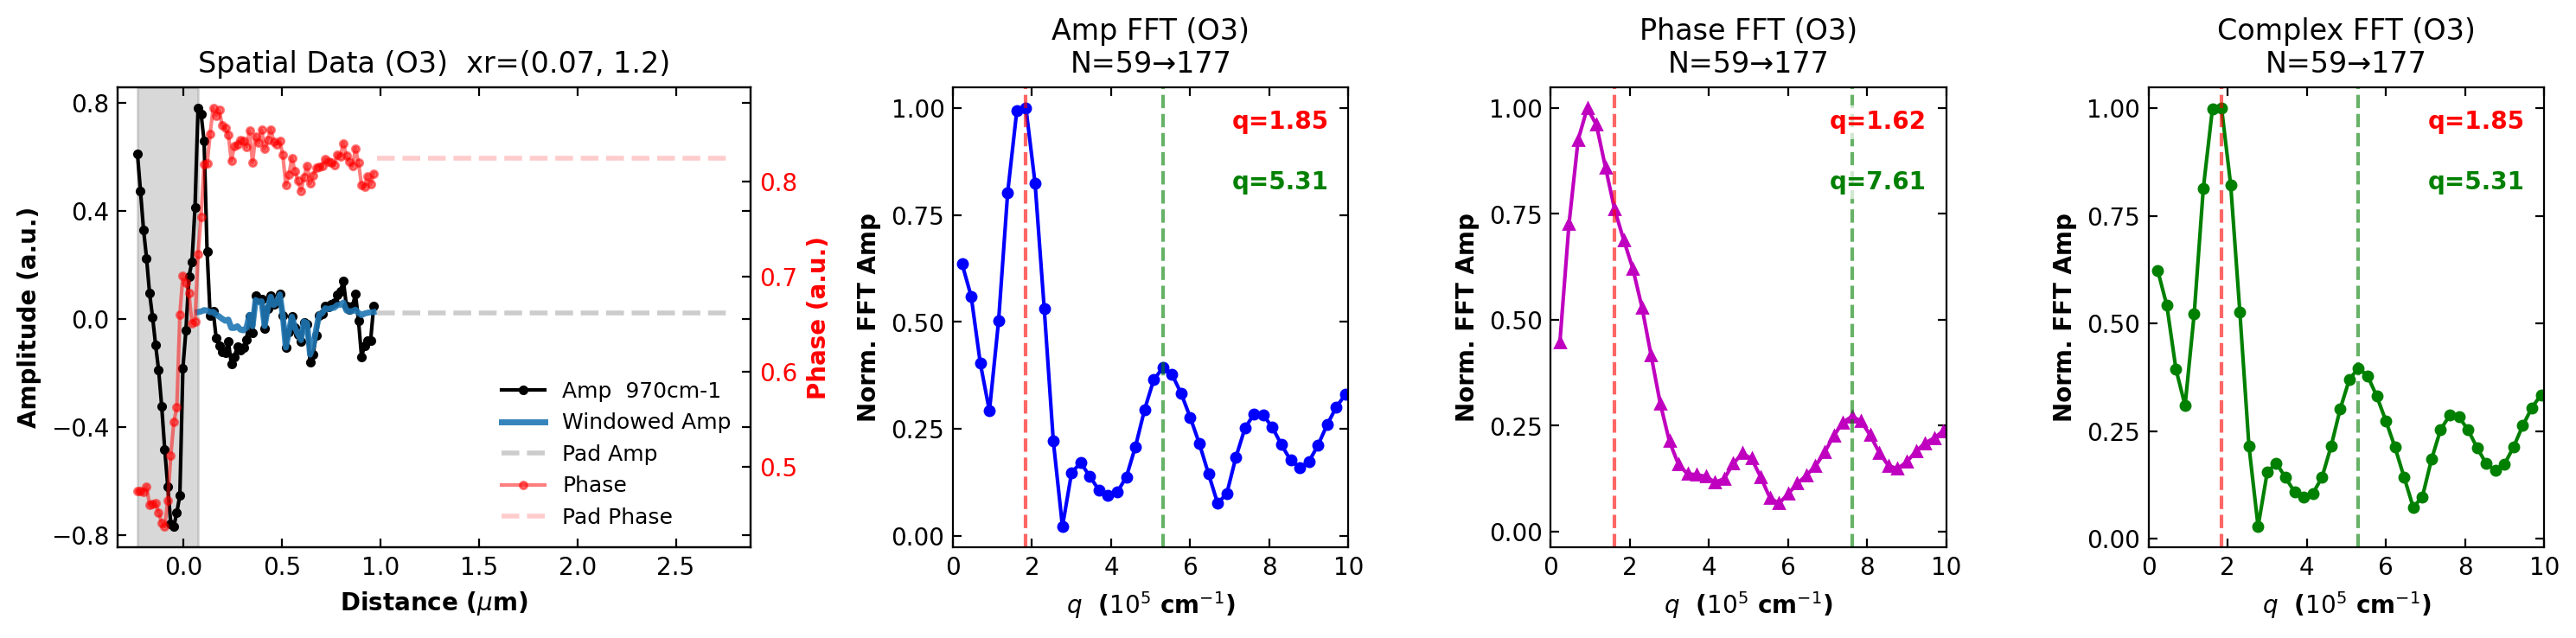 Spatial Data (O3)  xr=(0.07, 1.2)
0.8
0.4
0.0
−0.4
−0.8
Amplitude (a.u.)
0.0
0.5
1.0
1.5
2.0
2.5
Distance (μm)
0.8
0.7
0.6
0.5
Phase (a.u.)
Amp  970cm-1
Windowed Amp
Pad Amp
Phase
Pad Phase
Amp FFT (O3)
N=59→177
1.00
0.75
0.50
0.25
0.00
Norm. FFT Amp
q=1.85
q=5.31
0
2
4
6
8
10
q (10⁵ cm⁻¹)
Phase FFT (O3)
N=59→177
1.00
0.75
0.50
0.25
0.00
Norm. FFT Amp
q=1.62
q=7.61
0
2
4
6
8
10
q (10⁵ cm⁻¹)
Complex FFT (O3)
N=59→177
1.00
0.75
0.50
0.25
0.00
Norm. FFT Amp
q=1.85
q=5.31
0
2
4
6
8
10
q (10⁵ cm⁻¹)